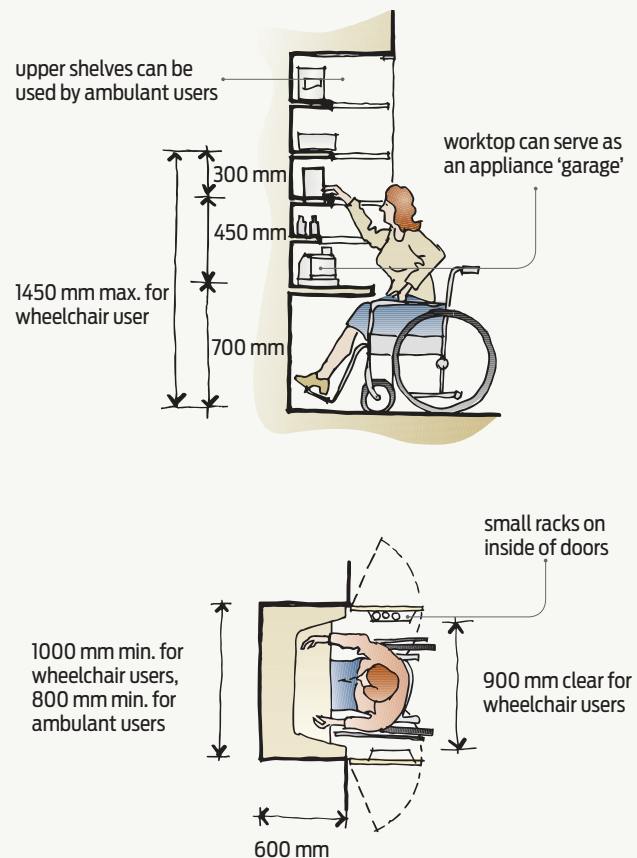 upper shelves can be
used by ambulant users
worktop can serve as
an appliance ‘garage’
300 mm
450 mm
1450 mm max. for
wheelchair user
700 mm
small racks on
inside of doors
1000 mm min. for
wheelchair users,
800 mm min. for
ambulant users
900 mm clear for
wheelchair users
600 mm